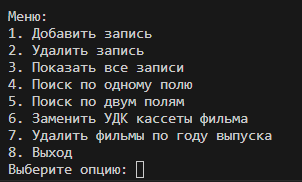 Меню:
1. Добавить запись
2. Удалить запись
3. Показать все записи
4. Поиск по одному полю
5. Поиск по двум полям
6. Заменить УДК кассеты фильма
7. Удалить фильмы по году выпуска
8. Выход
Выберите опцию: